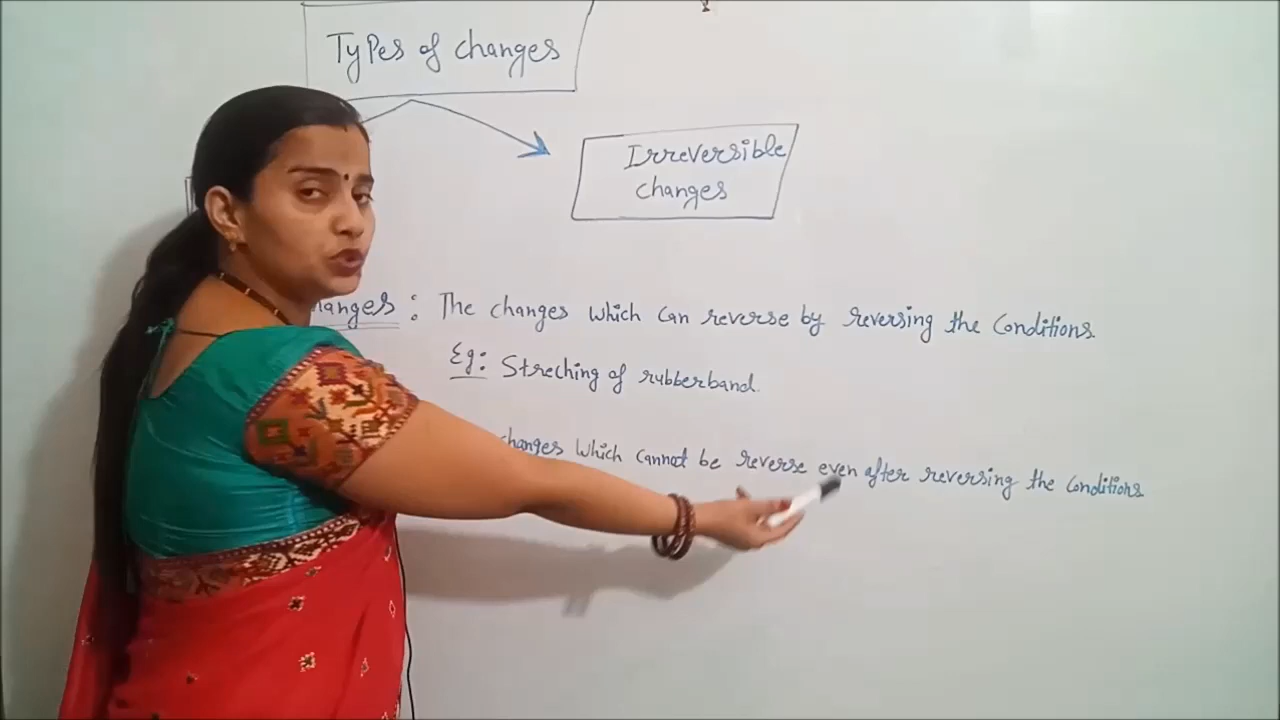 Types of changes
Irreversible
changes
hanges : The changes which can reverse by reversing the conditions.
Eg: Streching of rubberband.
changes which cannot be reverse even after reversing the conditions